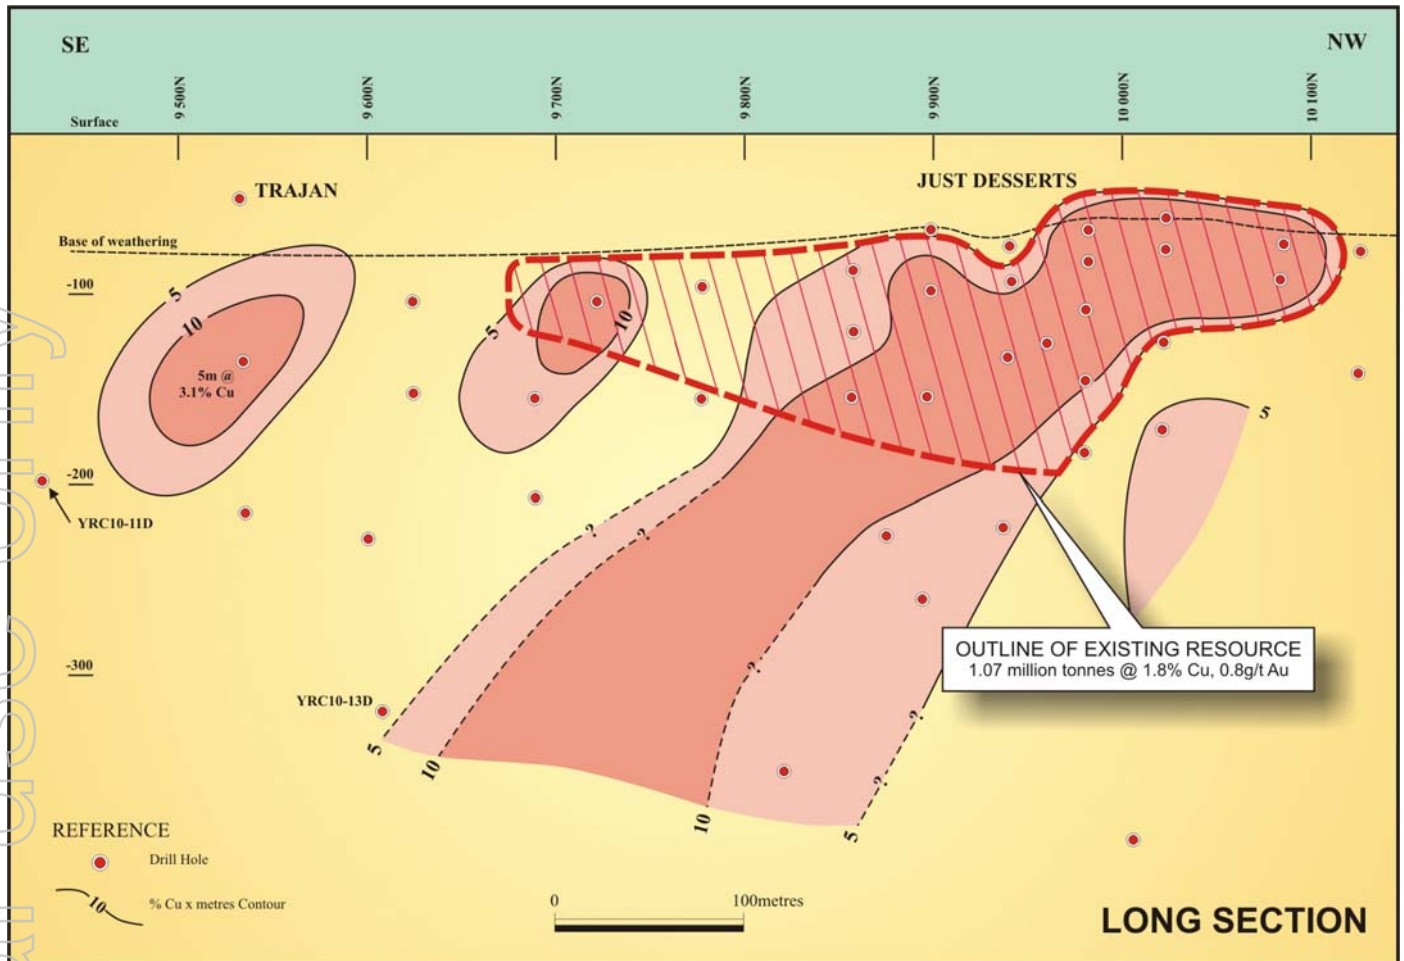 SE
NW
9 500N
9 600N
9 700N
9 800N
9 900N
10 000N
10 100N
Surface
TRAJAN
JUST DESSERTS
Base of weathering
-100
5
10
5
10
5m @
3.1% Cu
5
-200
YRC10-11D
?
?
OUTLINE OF EXISTING RESOURCE
1.07 million tonnes @ 1.8% Cu, 0.8g/t Au
-300
?
YRC10-13D
?
5
10
?
10
5
REFERENCE
Drill Hole
10
% Cu x metres Contour
0
100metres
LONG SECTION